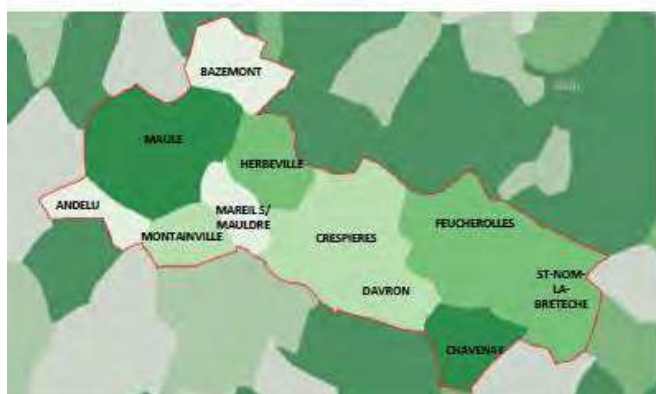 BAZEMONT
MAULE
HERBEVILLE
ANDELU
MAREIL S/
MAULDRE
MONTAINVILLE
CRESPIERES
FEUCHEROLLES
DAVRON
ST-NOM-
LA-
BRETECHE
CHAVENAY